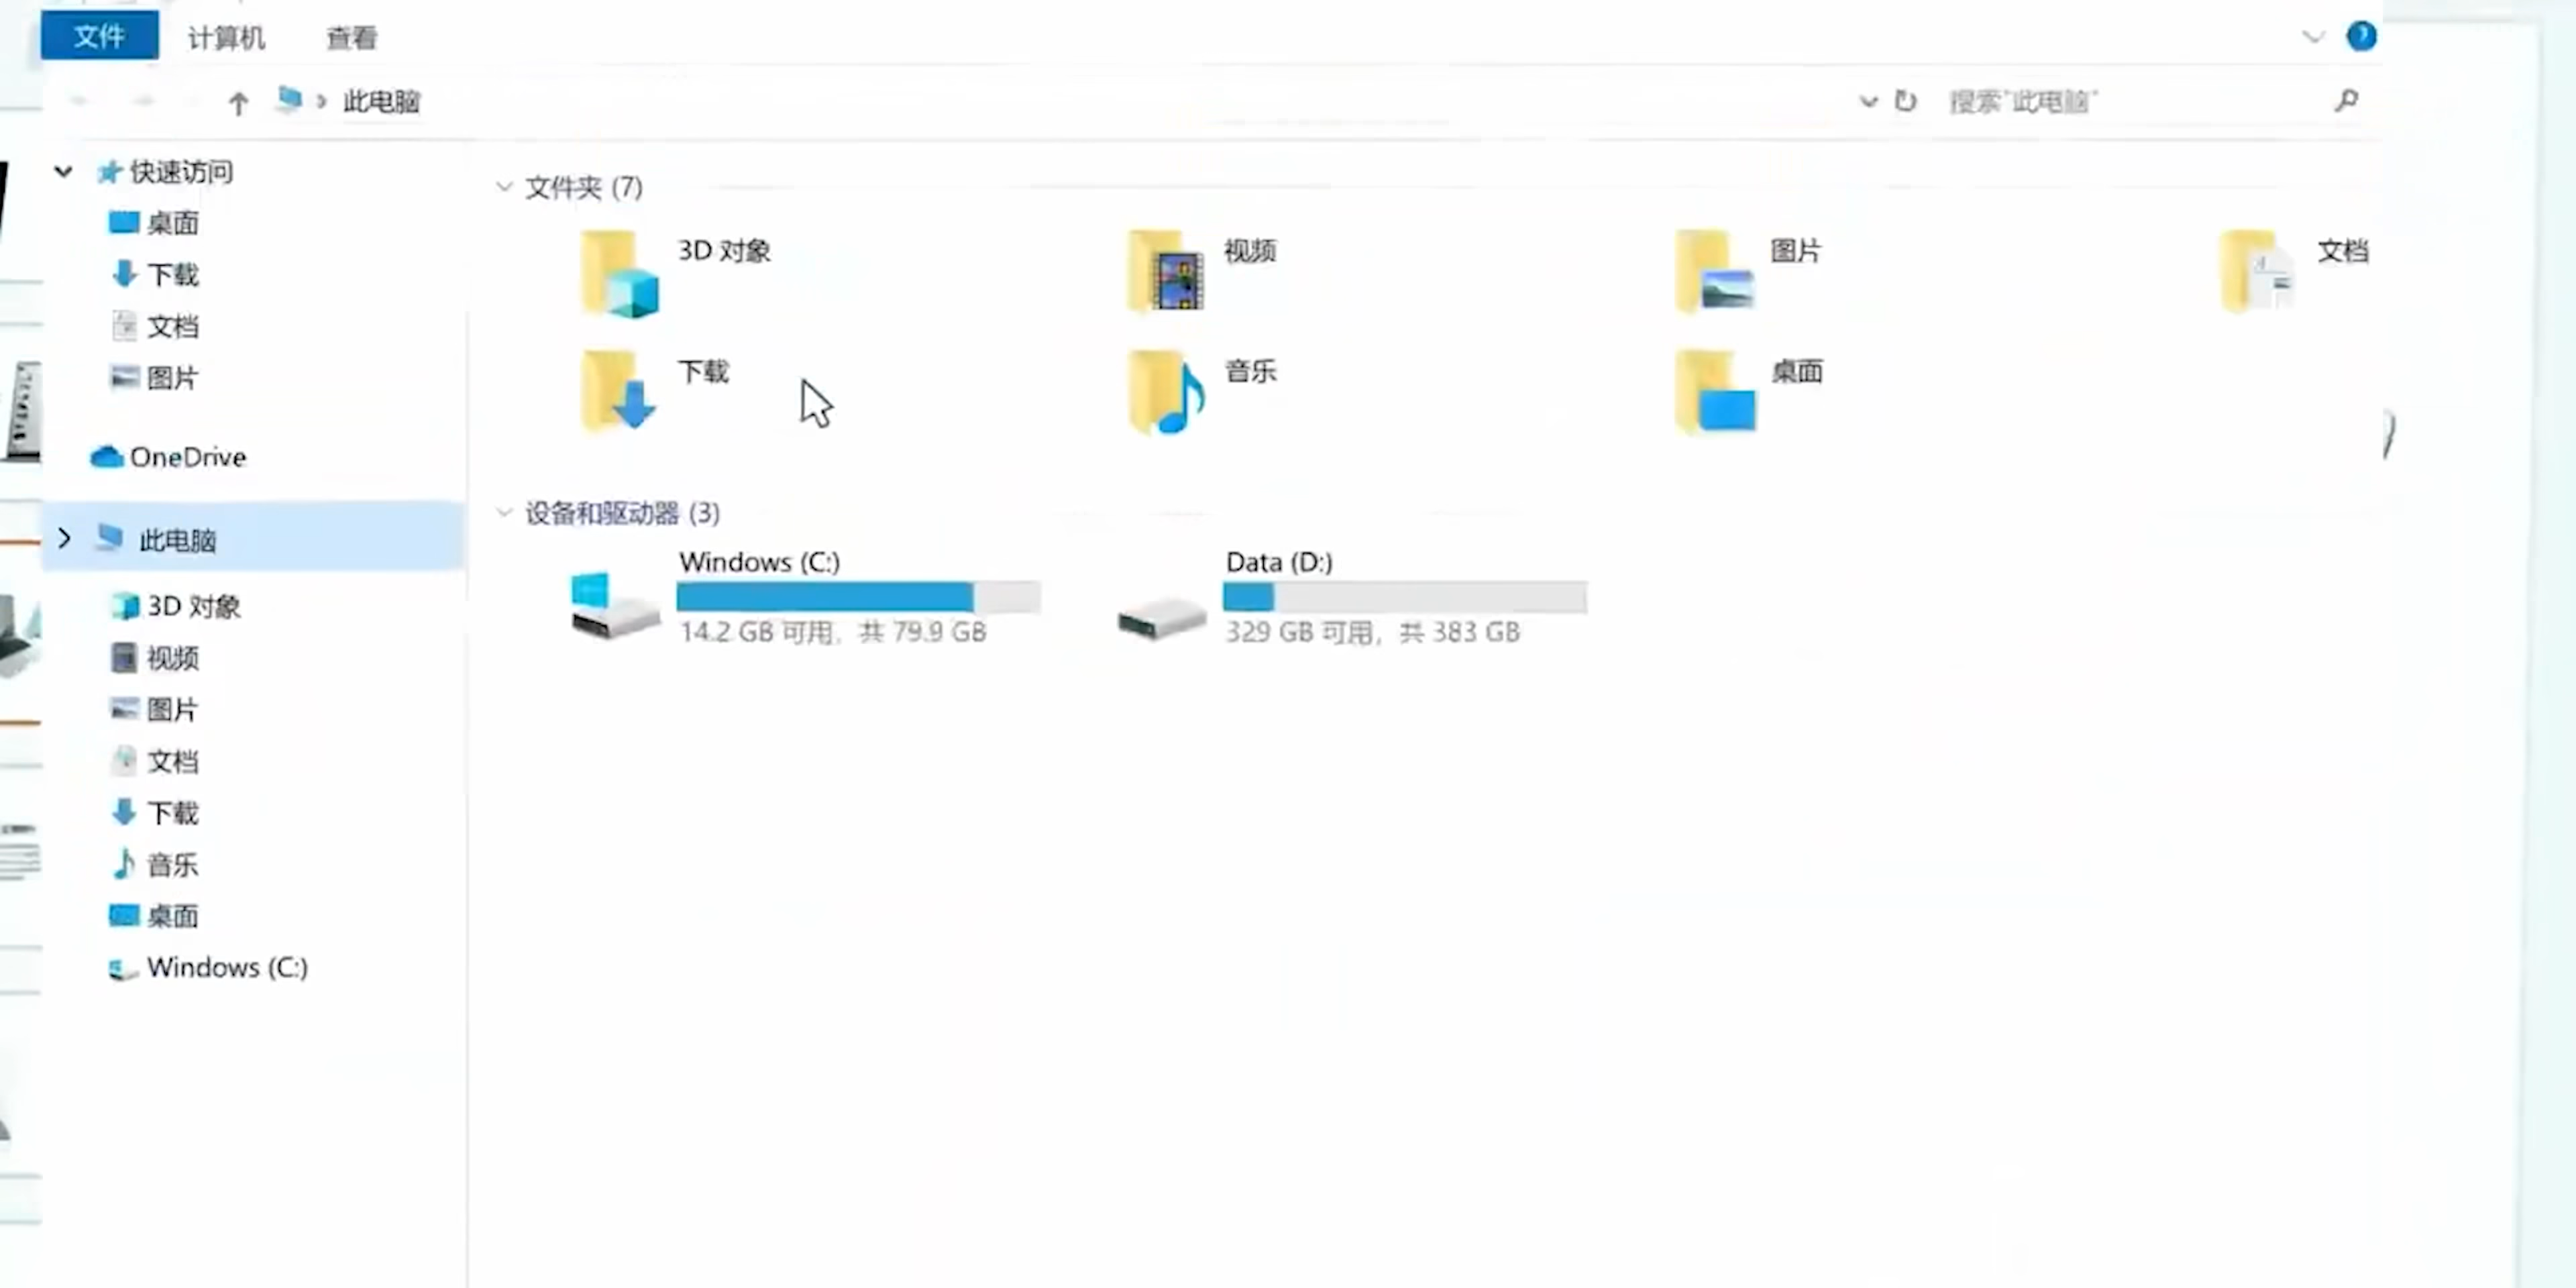 文件 计算机 查看
此电脑 搜索"此电脑"
快速访问
桌面
下载
文档
图片
OneDrive
此电脑
3D 对象
视频
图片
文档
下载
音乐
桌面
Windows (C:)
文件夹 (7)
3D 对象 视频 图片 文档
下载 音乐 桌面
设备和驱动器 (3)
Windows (C:) Data (D:)
14.2 GB 可用, 共 79.9 GB 329 GB 可用, 共 383 GB